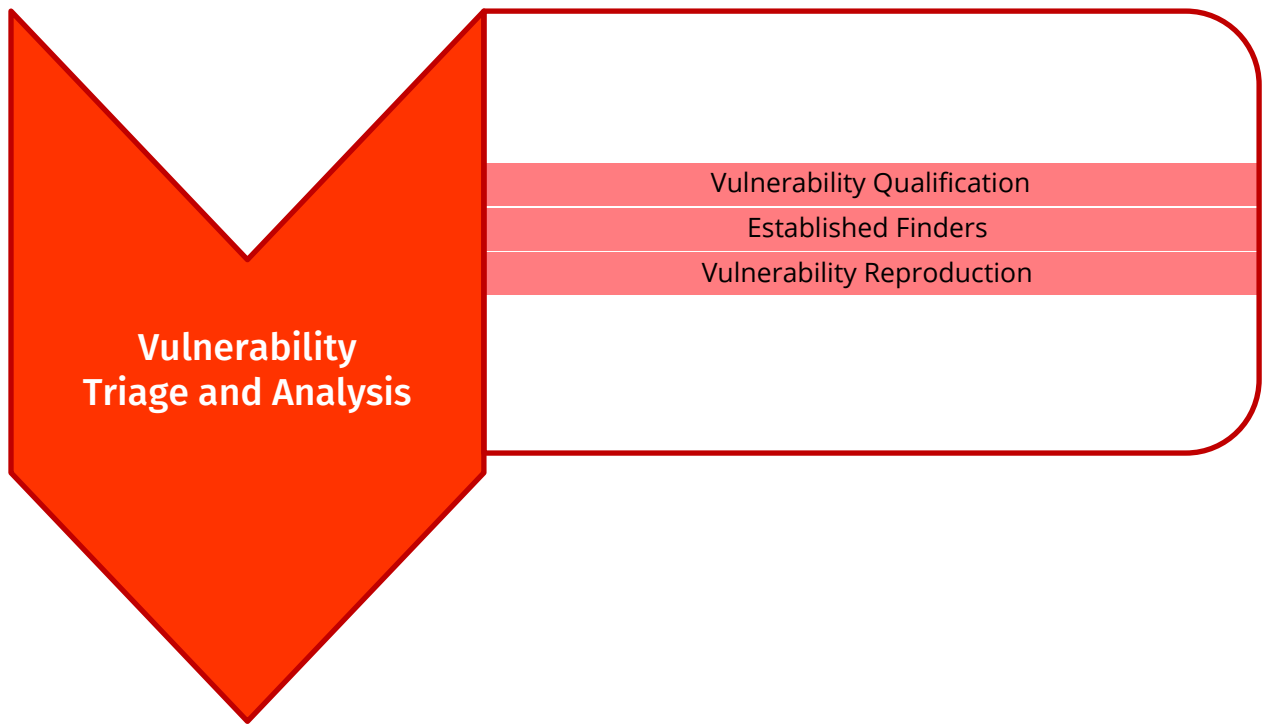 Vulnerability
Triage and Analysis
Vulnerability Qualification
Established Finders
Vulnerability Reproduction